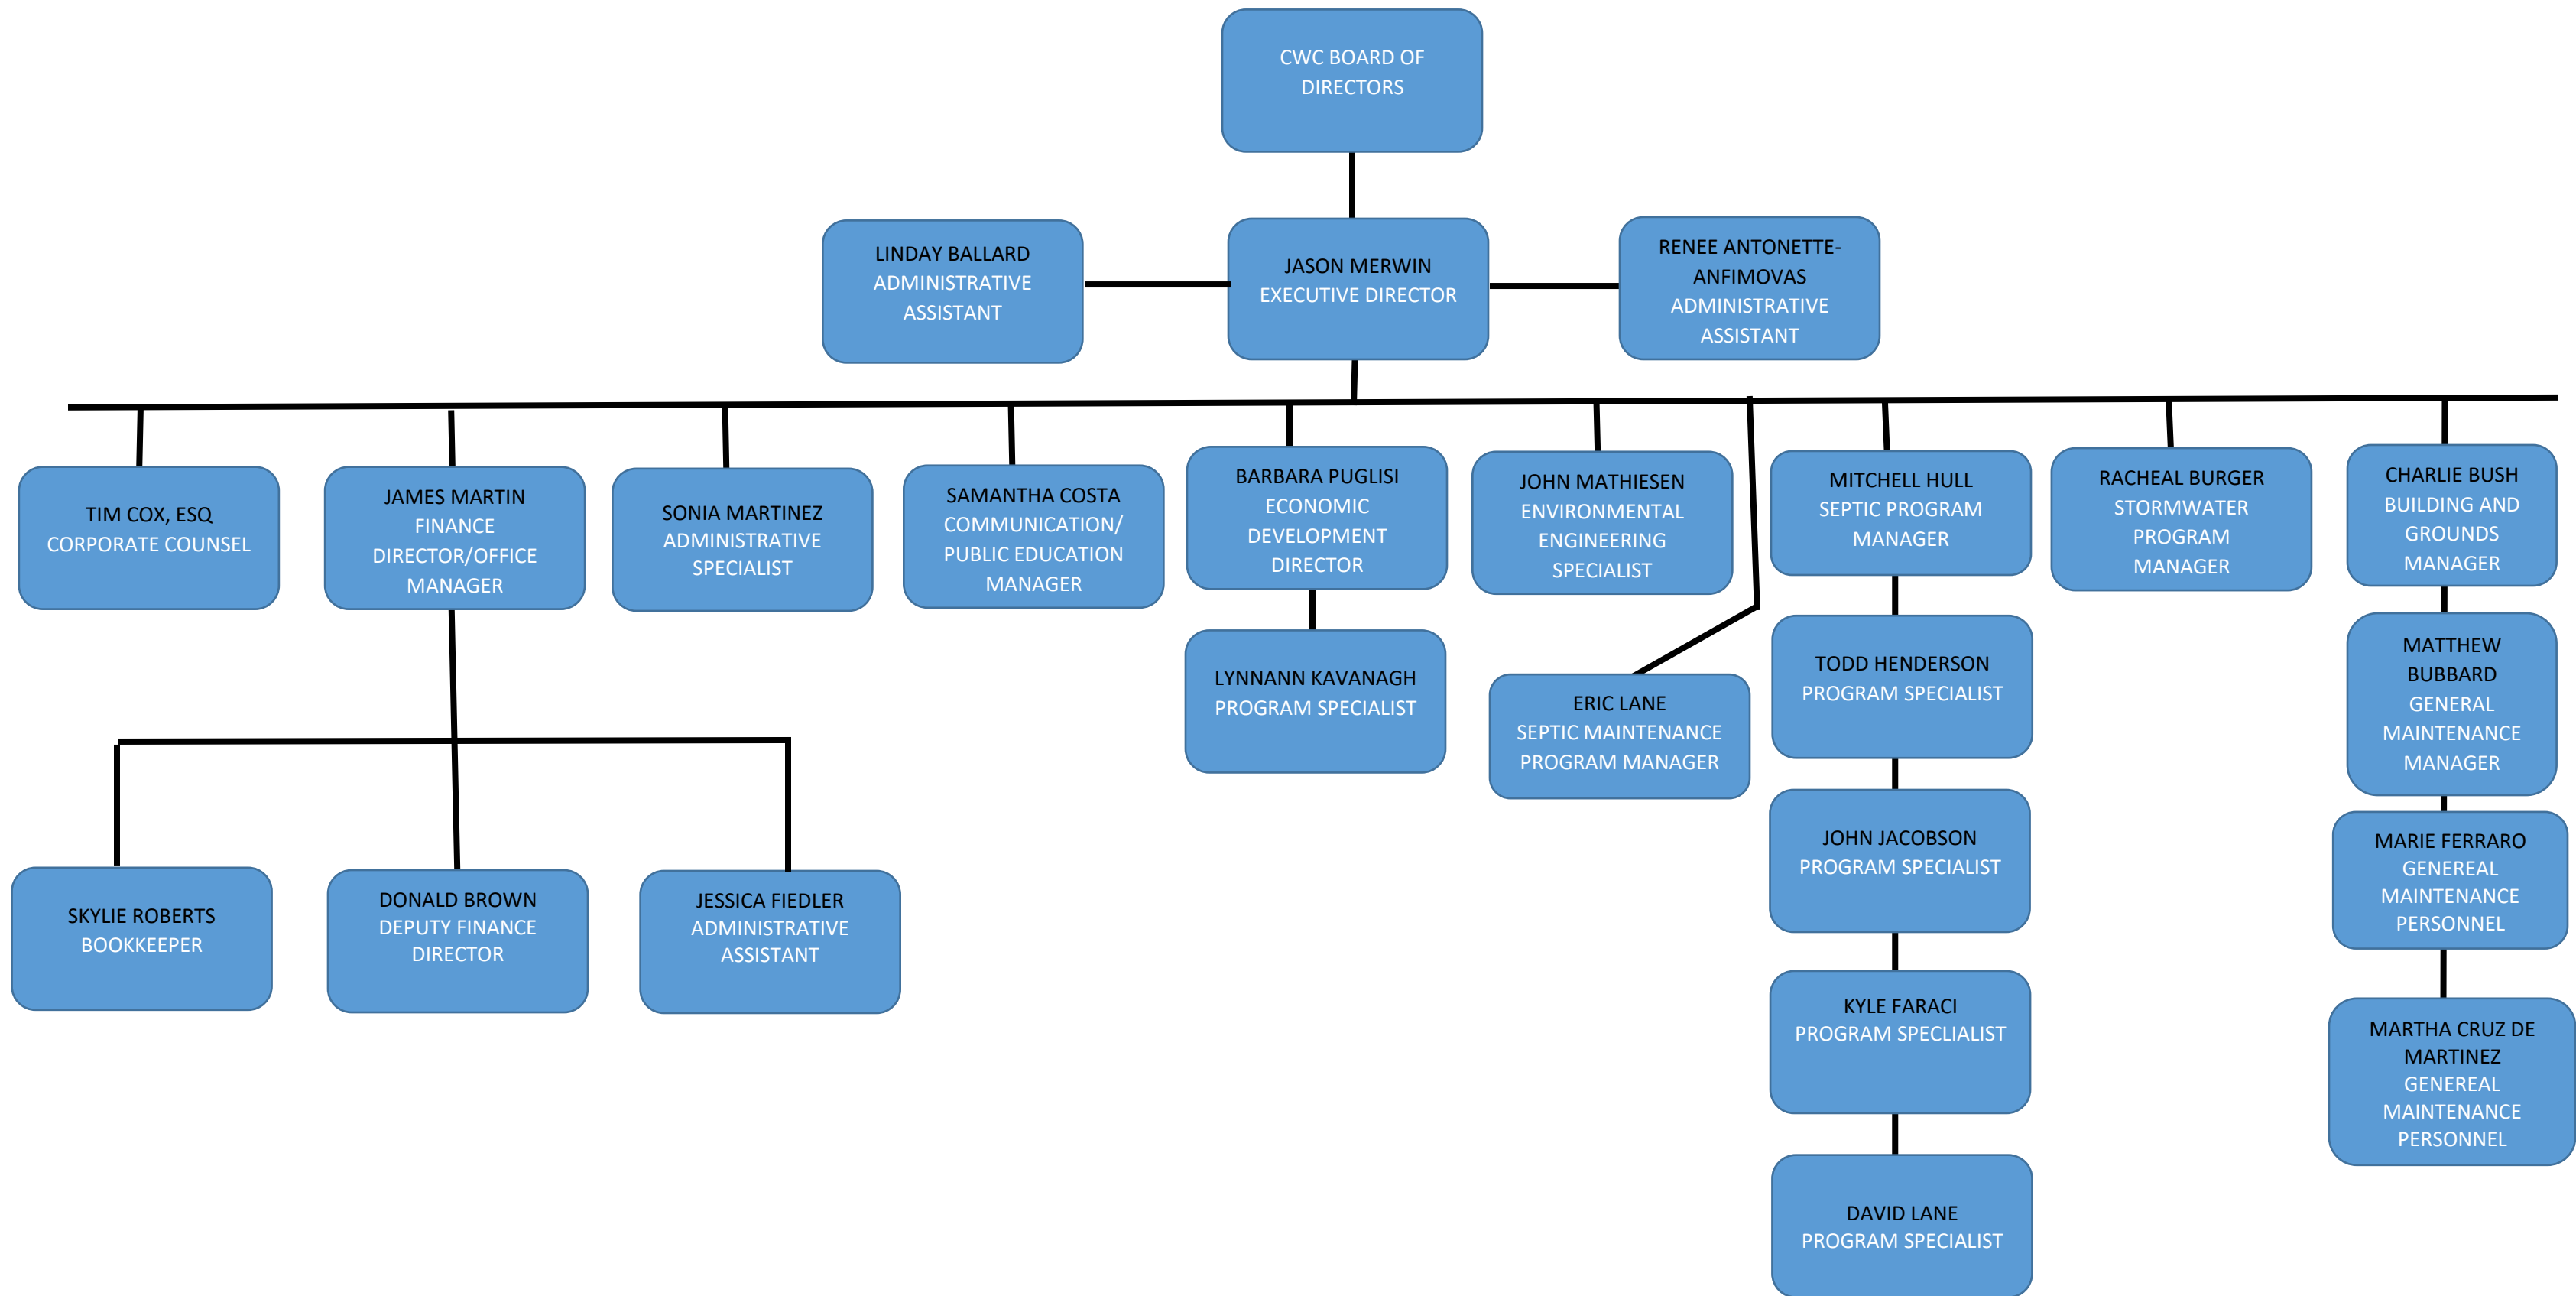 CWC BOARD OF
DIRECTORS
LINDAY BALLARD
ADMINISTRATIVE
ASSISTANT
JASON MERWIN
EXECUTIVE DIRECTOR
RENEE ANTONETTE-
ANFIMOVAS
ADMINISTRATIVE
ASSISTANT
TIM COX, ESQ
CORPORATE COUNSEL
JAMES MARTIN
FINANCE
DIRECTOR/OFFICE
MANAGER
SONIA MARTINEZ
ADMINISTRATIVE
SPECIALIST
SAMANTHA COSTA
COMMUNICATION/
PUBLIC EDUCATION
MANAGER
BARBARA PUGLISI
ECONOMIC
DEVELOPMENT
DIRECTOR
JOHN MATHIESEN
ENVIRONMENTAL
ENGINEERING
SPECIALIST
MITCHELL HULL
SEPTIC PROGRAM
MANAGER
RACHEAL BURGER
STORMWATER
PROGRAM
MANAGER
CHARLIE BUSH
BUILDING AND
GROUNDS
MANAGER
LYNNANN KAVANAGH
PROGRAM SPECIALIST
ERIC LANE
SEPTIC MAINTENANCE
PROGRAM MANAGER
TODD HENDERSON
PROGRAM SPECIALIST
MATTHEW
BUBBARD
GENERAL
MAINTENANCE
MANAGER
JOHN JACOBSON
PROGRAM SPECIALIST
MARIE FERRARO
GENEREAL
MAINTENANCE
PERSONNEL
SKYLIE ROBERTS
BOOKKEEPER
DONALD BROWN
DEPUTY FINANCE
DIRECTOR
JESSICA FIEDLER
ADMINISTRATIVE
ASSISTANT
KYLE FARACI
PROGRAM SPECLIALIST
MARTHA CRUZ DE
MARTINEZ
GENEREAL
MAINTENANCE
PERSONNEL
DAVID LANE
PROGRAM SPECIALIST